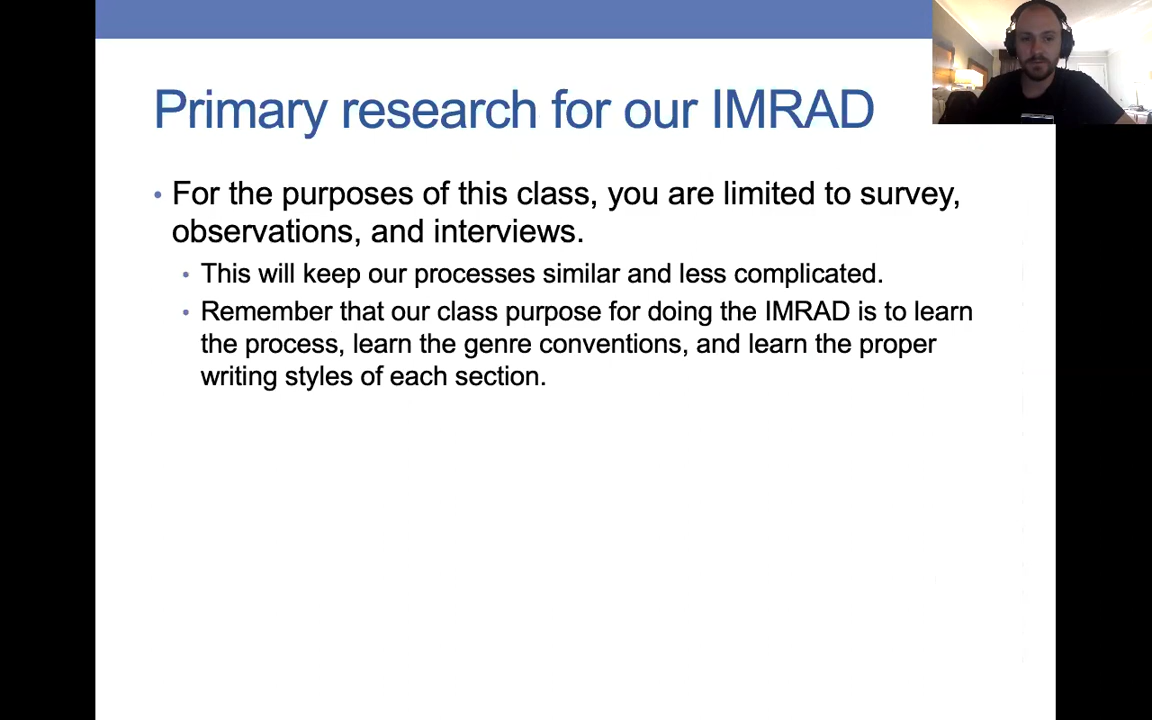 Primary research for our IMRAD
• For the purposes of this class, you are limited to survey,
observations, and interviews.
• This will keep our processes similar and less complicated.
• Remember that our class purpose for doing the IMRAD is to learn
the process, learn the genre conventions, and learn the proper
writing styles of each section.